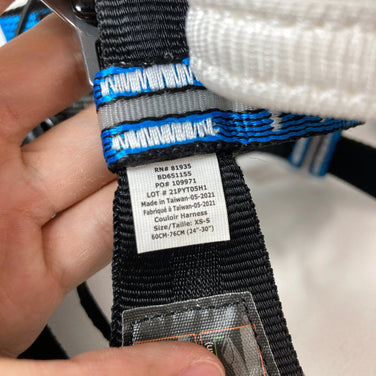 RN# 81935
BD651155
PO# 109971
LOT # 21PYT05H1
Made in Taiwan-05-2021
Fabriqué à Taiwan-05-2021
Couloir Harness
Size/Taille: XS-S
60CM-76CM (24"-30")